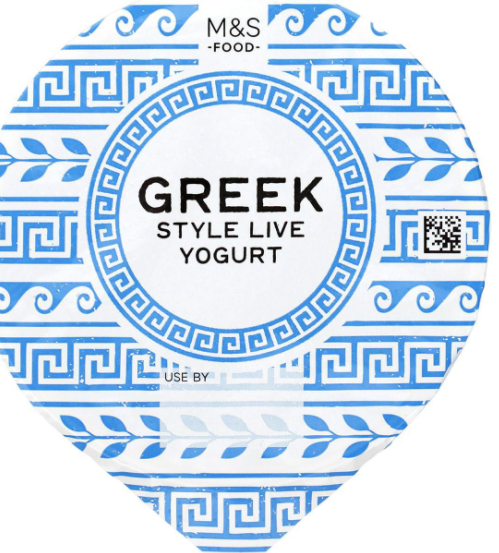 M&S
-FOOD-
GREEK
STYLE LIVE
YOGURT
USE BY